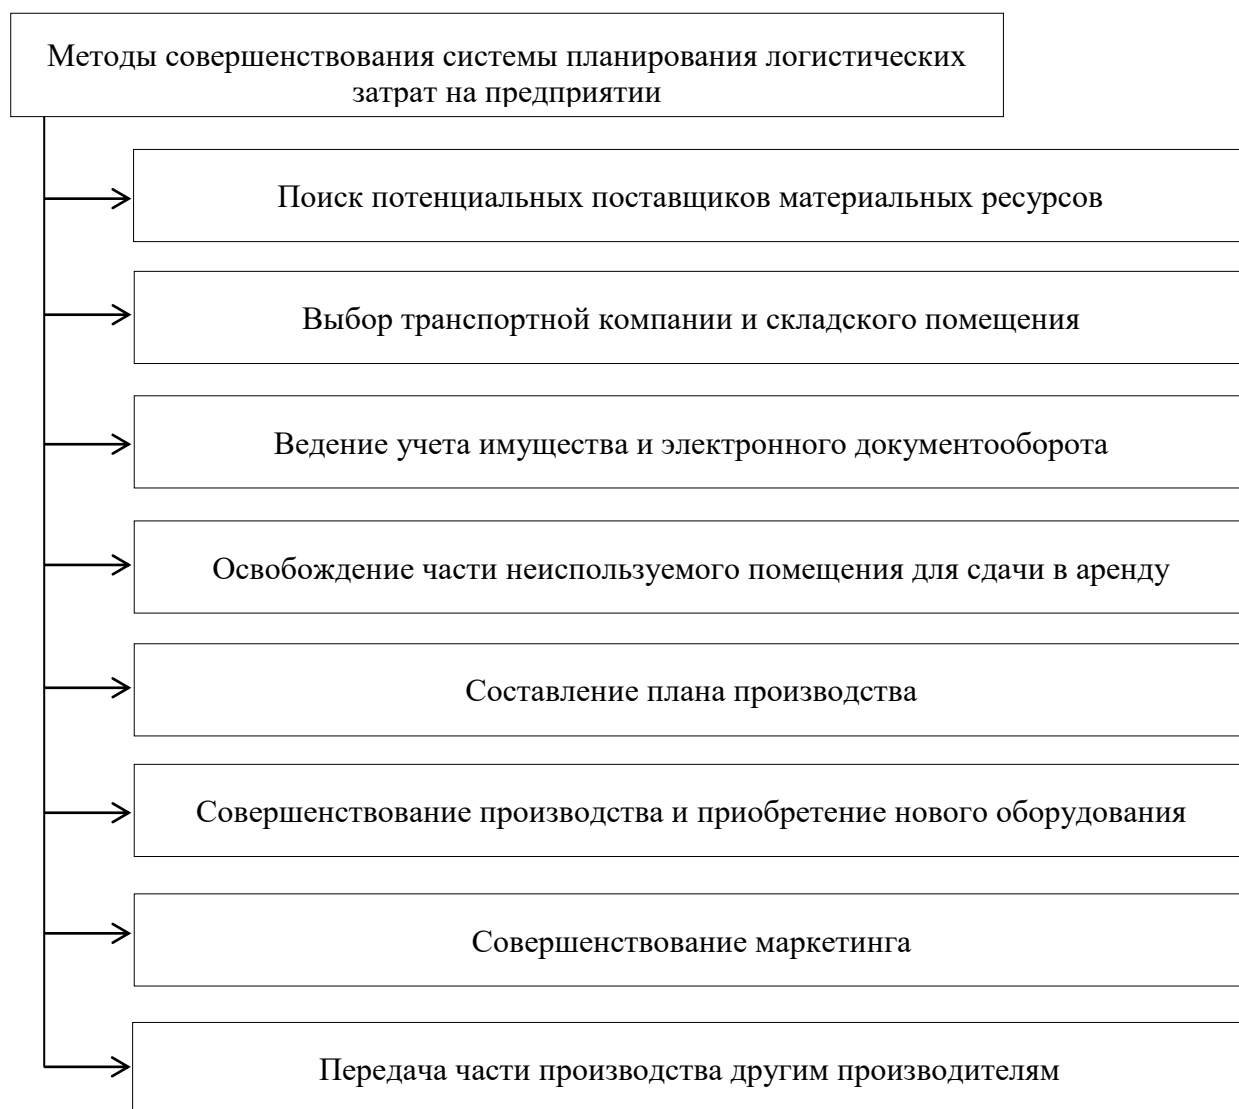 Методы совершенствования системы планирования логистических
затрат на предприятии
Поиск потенциальных поставщиков материальных ресурсов
Выбор транспортной компании и складского помещения
Ведение учета имущества и электронного документооборота
Освобождение части неиспользуемого помещения для сдачи в аренду
Составление плана производства
Совершенствование производства и приобретение нового оборудования
Совершенствование маркетинга
Передача части производства другим производителям